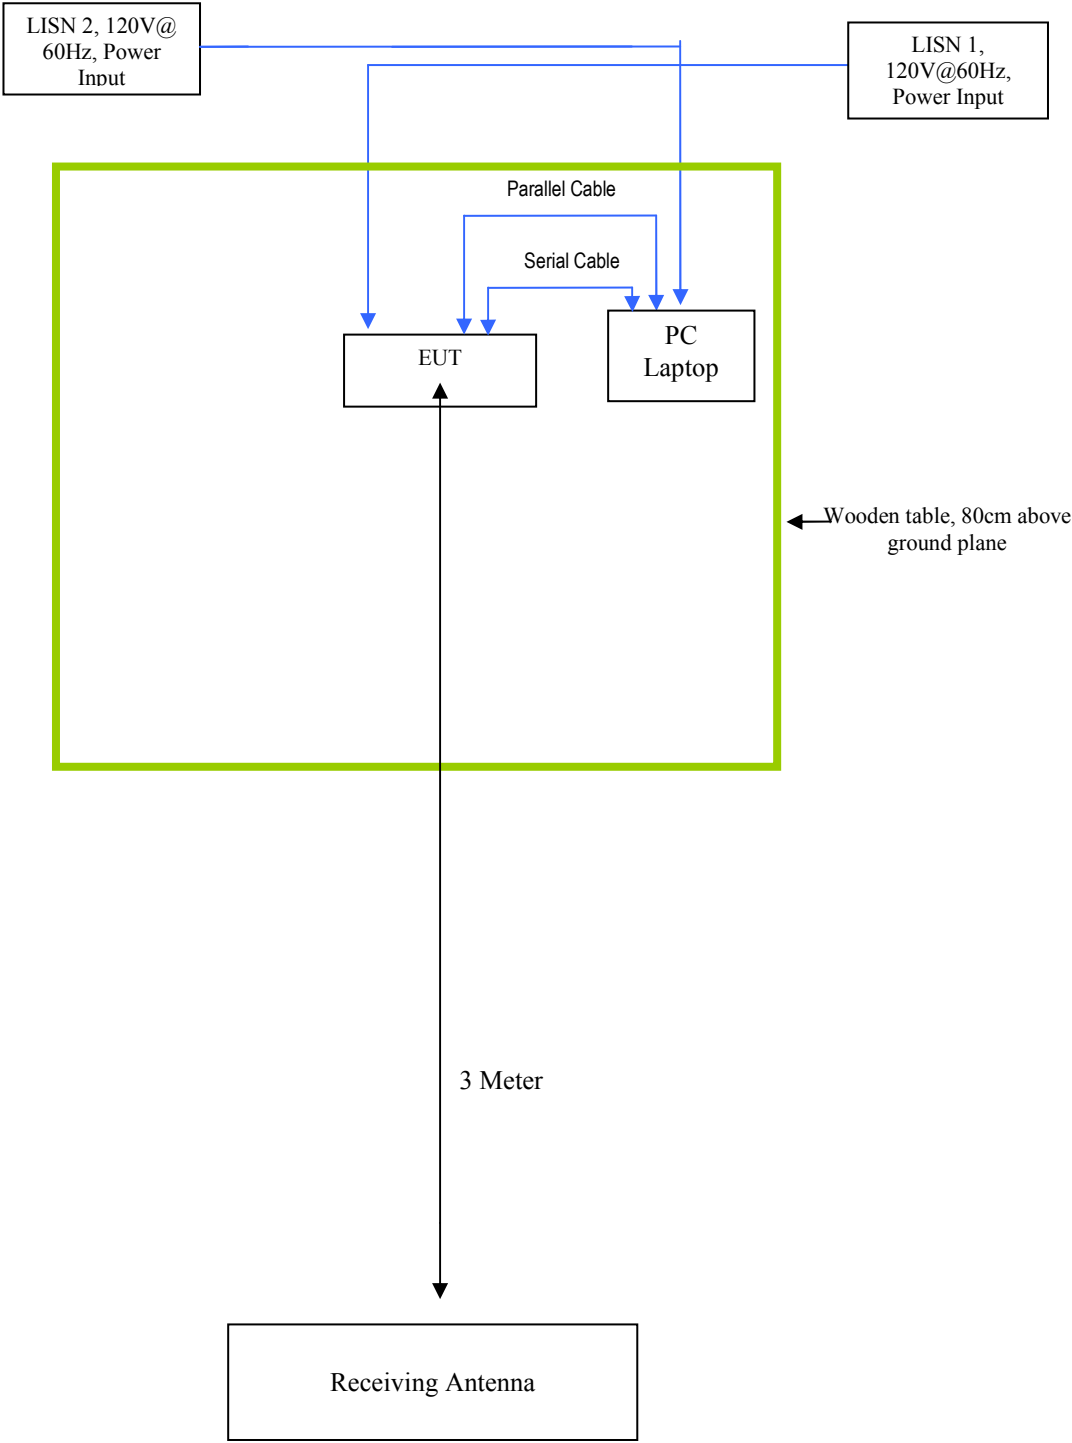 LISN 2, 120V@
60Hz, Power
Input
LISN 1,
120V@60Hz,
Power Input
Parallel Cable
Serial Cable
EUT
PC
Laptop
Wooden table, 80cm above
ground plane
3 Meter
Receiving Antenna